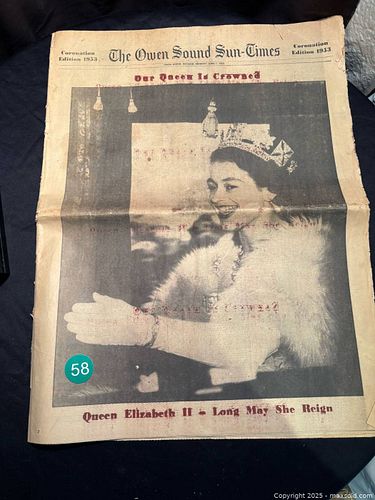 Coronation
Edition 1953
The Owen Sound Sun-Times
Coronation
Edition 1953
Our Queen Is Crowned
58
Queen Elizabeth II - Long May She Reign
Copyright © 2025 - maxsold.com